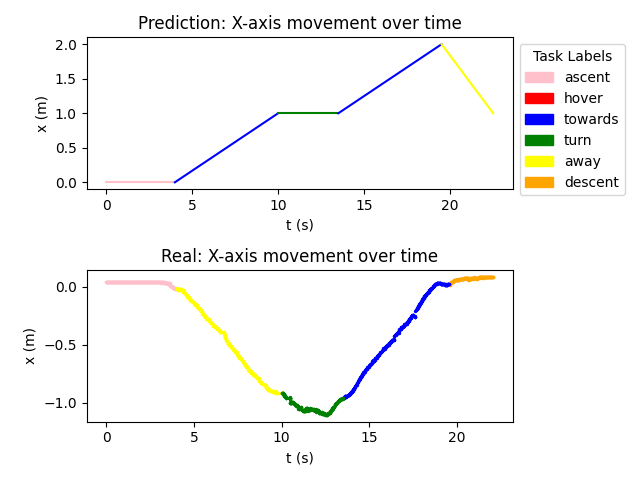 Prediction: X-axis movement over time
2.0
1.5
1.0
0.5
0.0
x (m)
0 5 10 15 20
t (s)
Task Labels
ascent
hover
towards
turn
away
descent
Real: X-axis movement over time
0.0
−0.5
−1.0
x (m)
0 5 10 15 20
t (s)